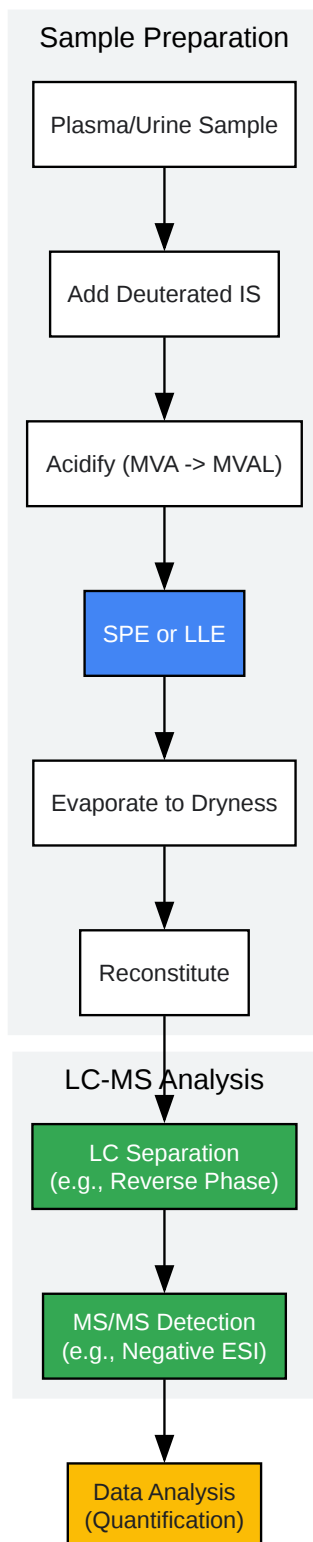 Sample Preparation
Plasma/Urine Sample
Add Deuterated IS
Acidify (MVA -> MVAL)
SPE or LLE
Evaporate to Dryness
Reconstitute
LC-MS Analysis
LC Separation
(e.g., Reverse Phase)
MS/MS Detection
(e.g., Negative ESI)
Data Analysis
(Quantification)